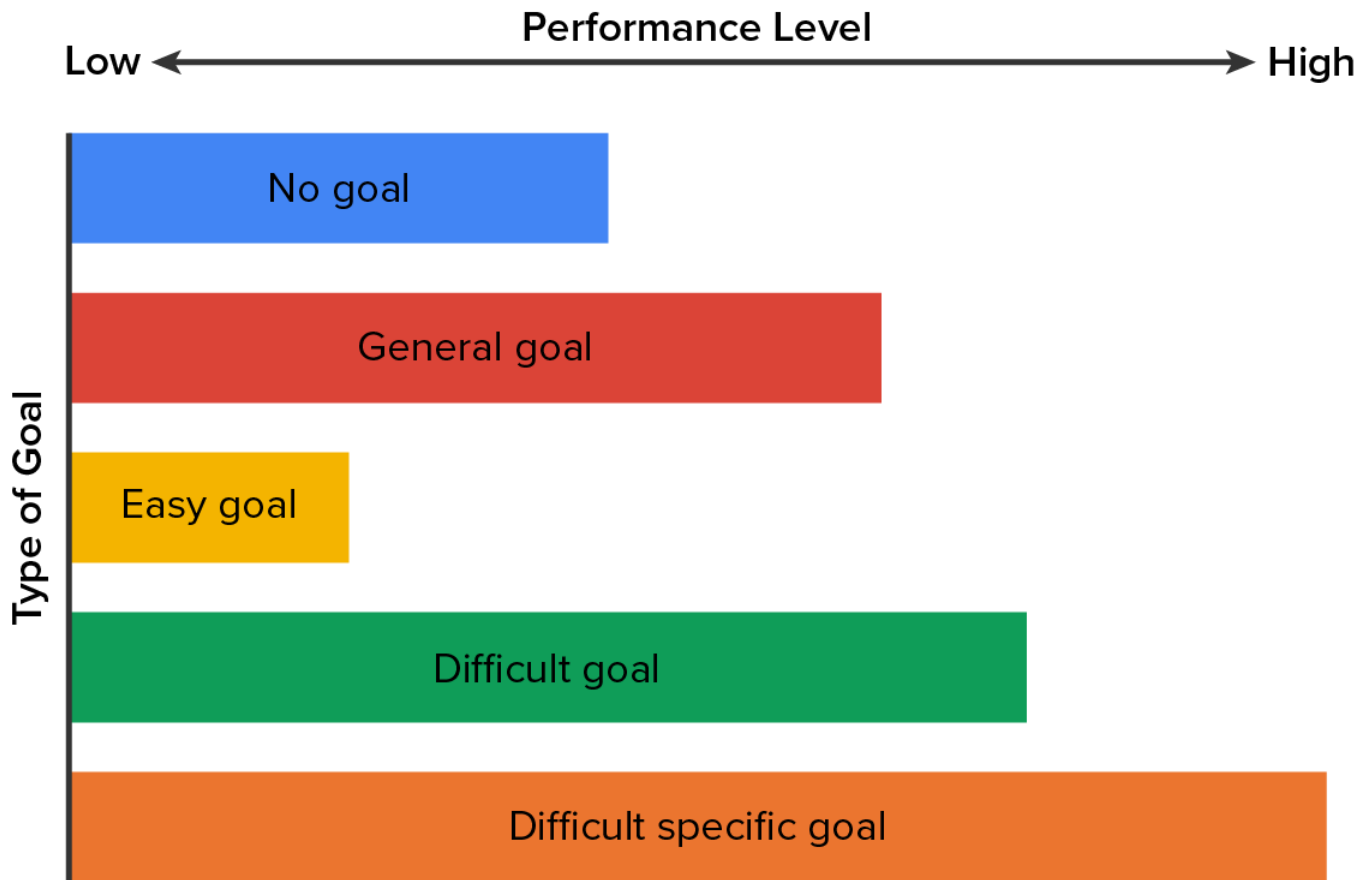 Performance Level
Low
High
No goal
General goal
Easy goal
Difficult goal
Difficult specific goal
Type of Goal